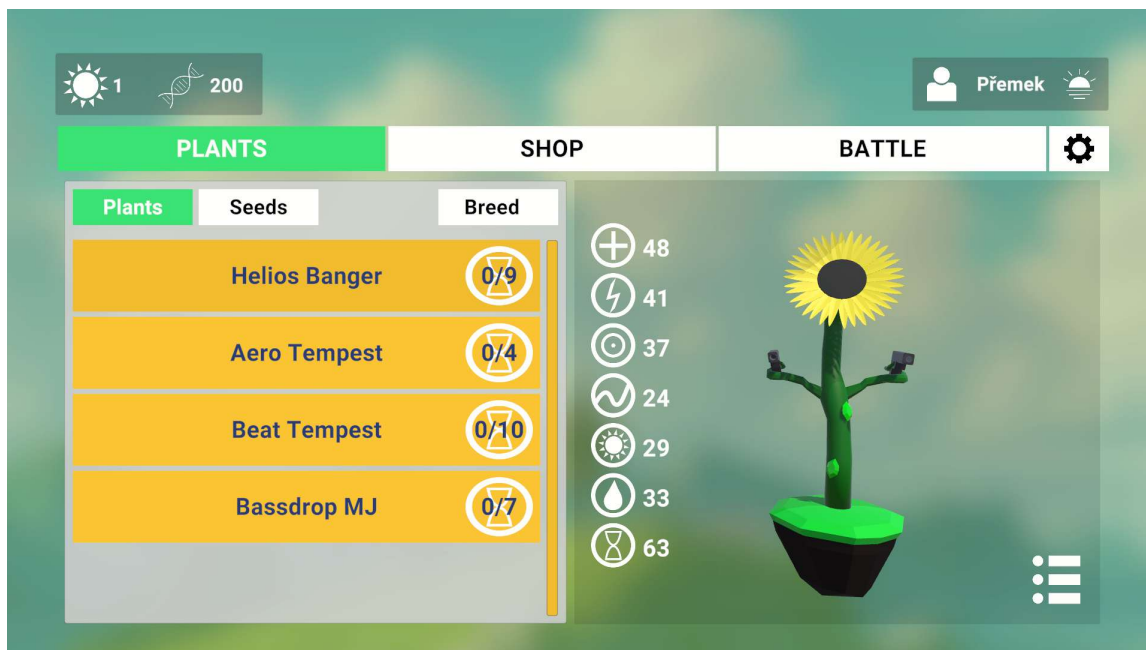 1 200 Přemek
PLANTS SHOP BATTLE
Plants Seeds Breed
Helios Banger 0/9
Aero Tempest 0/4
Beat Tempest 0/10
Bassdrop MJ 0/7
48
41
37
24
29
33
63